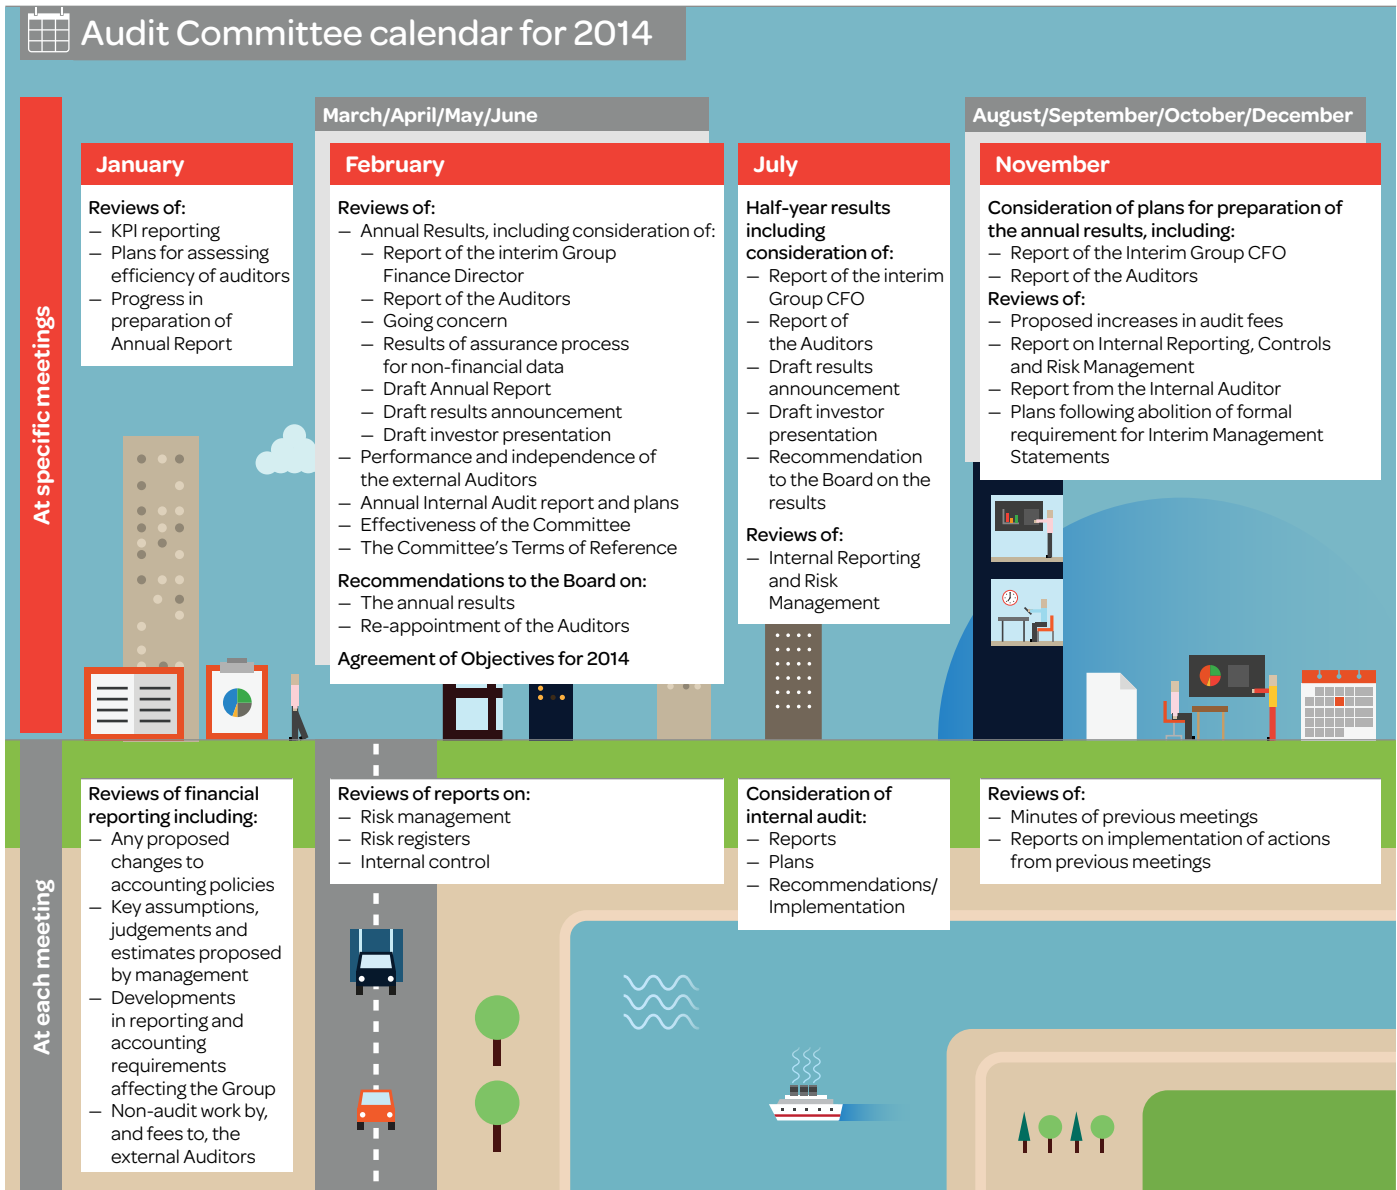 Audit Committee calendar for 2014
At specific meetings
January
Reviews of:
– KPI reporting
– Plans for assessing
efficiency of auditors
– Progress in
preparation of
Annual Report
March/April/May/June
February
Reviews of:
– Annual Results, including consideration of:
– Report of the interim Group
Finance Director
– Report of the Auditors
– Going concern
– Results of assurance process
for non-financial data
– Draft Annual Report
– Draft results announcement
– Draft investor presentation
– Performance and independence of
the external Auditors
– Annual Internal Audit report and plans
– Effectiveness of the Committee
– The Committee's Terms of Reference
Recommendations to the Board on:
– The annual results
– Re-appointment of the Auditors
Agreement of Objectives for 2014
July
Half-year results
including
consideration of:
– Report of the interim
Group CFO
– Report of
the Auditors
– Draft results
announcement
– Draft investor
presentation
– Recommendation
to the Board on the
results
Reviews of:
– Internal Reporting
and Risk
Management
August/September/October/December
November
Consideration of plans for preparation of
the annual results, including:
– Report of the Interim Group CFO
– Report of the Auditors
Reviews of:
– Proposed increases in audit fees
– Report on Internal Reporting, Controls
and Risk Management
– Report from the Internal Auditor
– Plans following abolition of formal
requirement for Interim Management
Statements
At each meeting
Reviews of financial
reporting including:
– Any proposed
changes to
accounting policies
– Key assumptions,
judgements and
estimates proposed
by management
– Developments
in reporting and
accounting
requirements
affecting the Group
– Non-audit work by,
and fees to, the
external Auditors
Reviews of reports on:
– Risk management
– Risk registers
– Internal control
Consideration of
internal audit:
– Reports
– Plans
– Recommendations/
Implementation
Reviews of:
– Minutes of previous meetings
– Reports on implementation of actions
from previous meetings